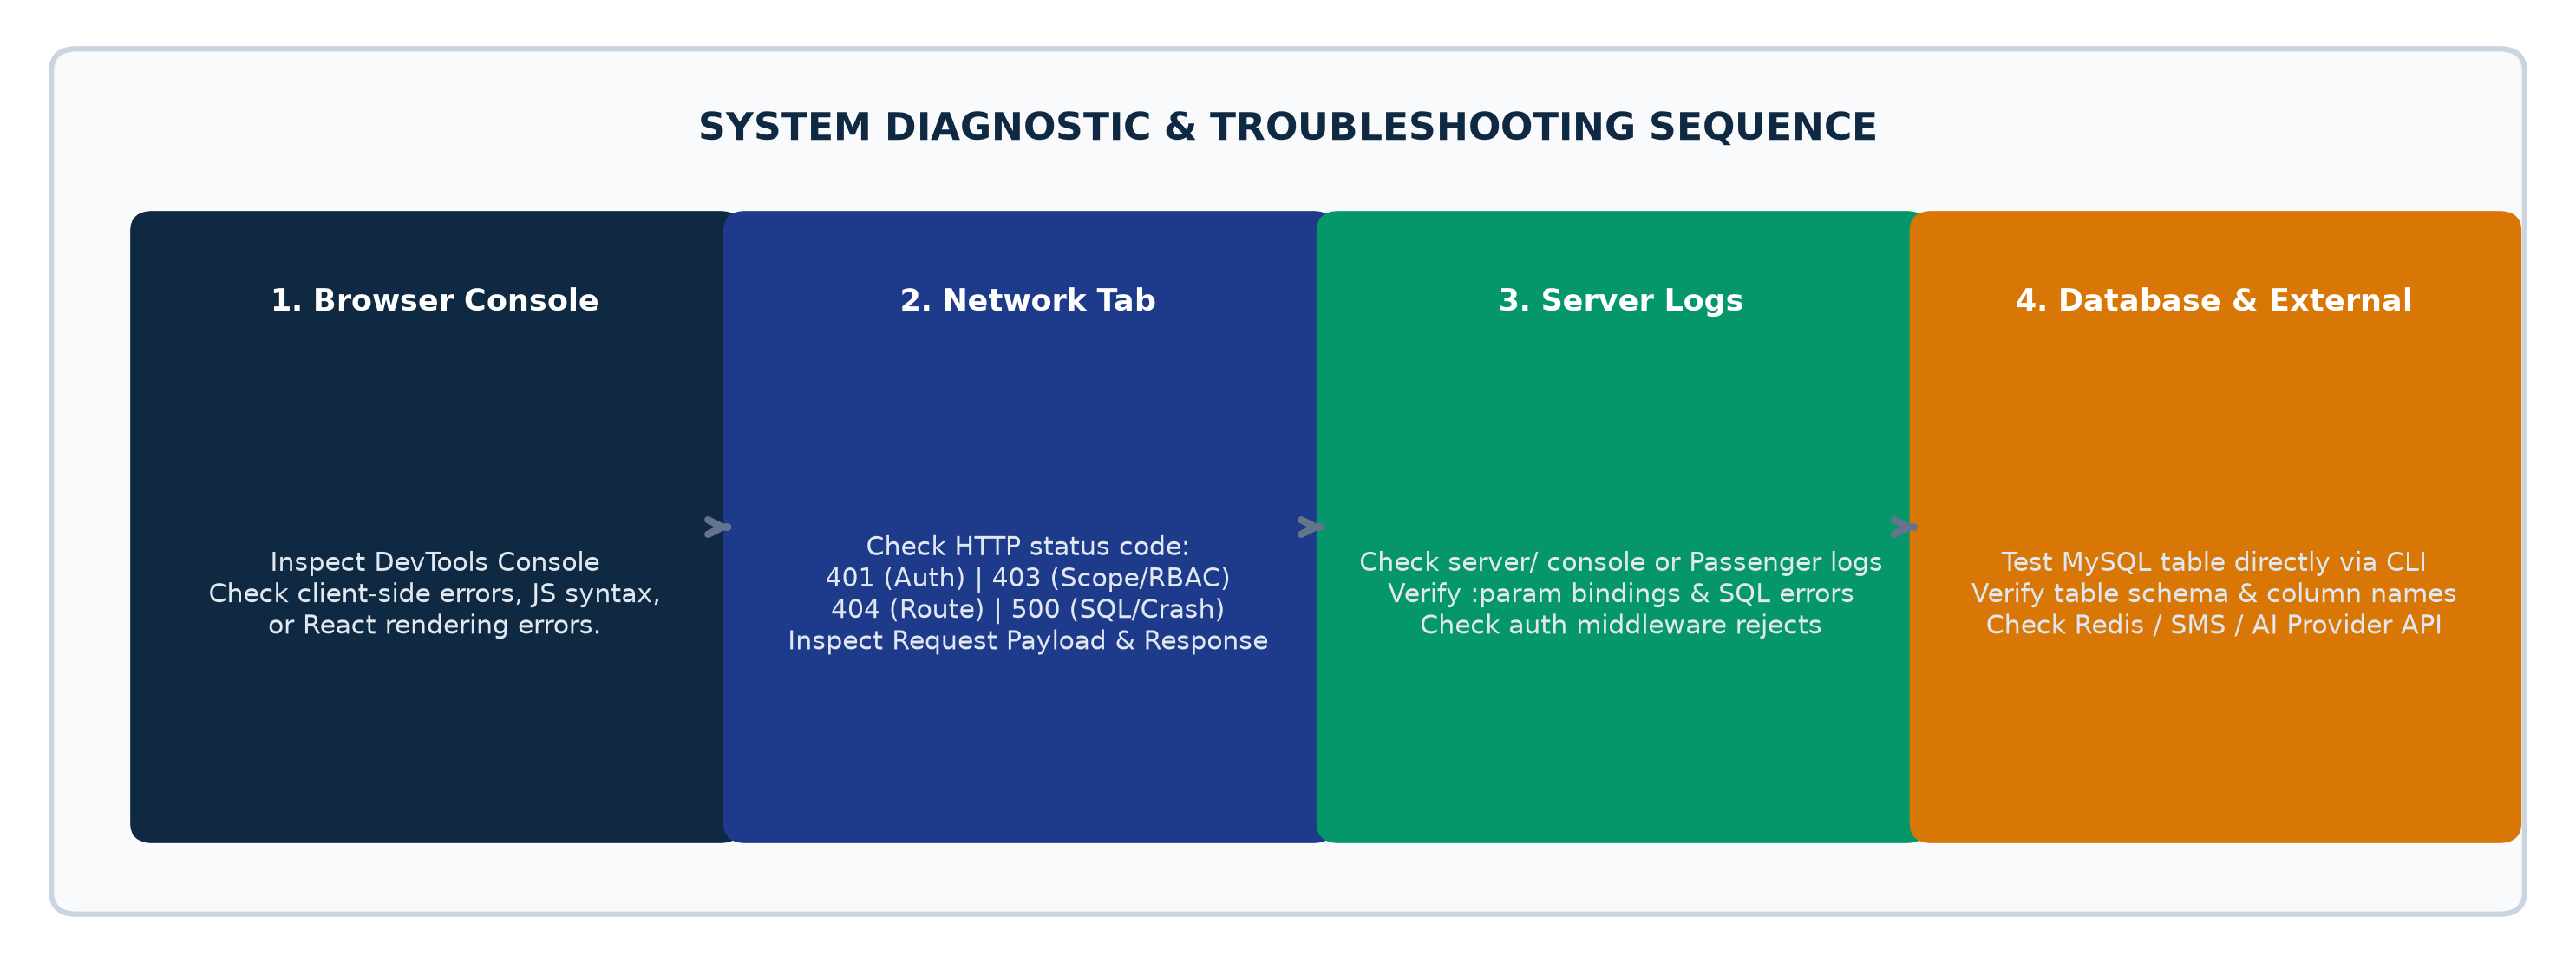 SYSTEM DIAGNOSTIC & TROUBLESHOOTING SEQUENCE
1. Browser Console
Inspect DevTools Console
Check client-side errors, JS syntax,
or React rendering errors.
2. Network Tab
Check HTTP status code:
401 (Auth) | 403 (Scope/RBAC)
404 (Route) | 500 (SQL/Crash)
Inspect Request Payload & Response
3. Server Logs
Check server/ console or Passenger logs
Verify :param bindings & SQL errors
Check auth middleware rejects
4. Database & External
Test MySQL table directly via CLI
Verify table schema & column names
Check Redis / SMS / AI Provider API